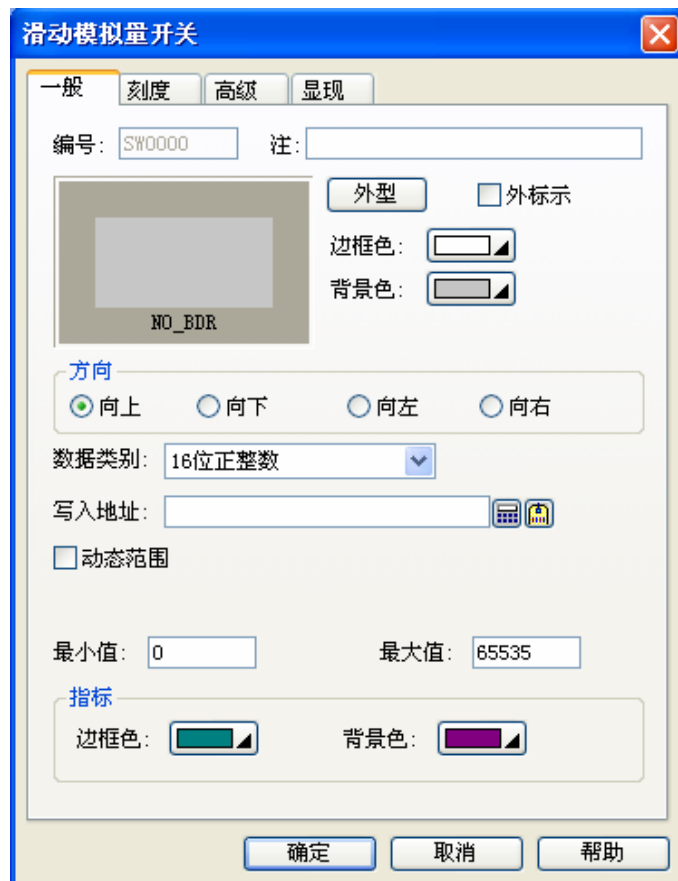 滑动模拟量开关
一般 刻度 高级 显现
编号: SW0000 注:
外型 外标示
边框色:
背景色:
NO_BDR
方向
向上 向下 向左 向右
数据类别: 16位正整数
写入地址:
动态范围
最小值: 0 最大值: 65535
指标
边框色: 背景色:
确定 取消 帮助